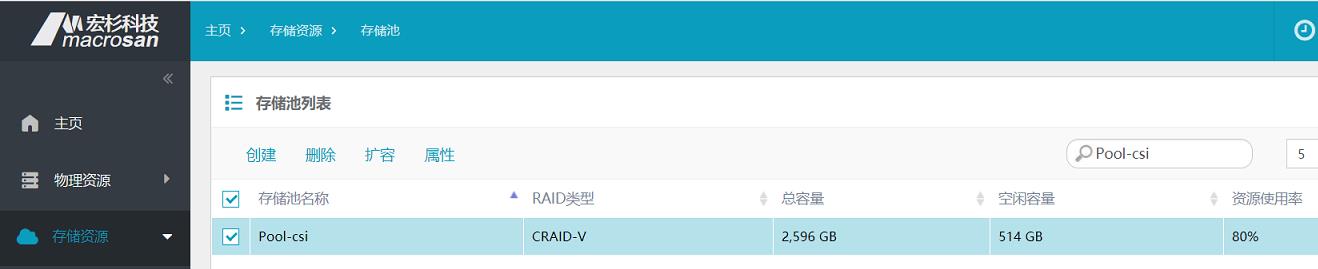 宏杉科技
macrosan
主页 > 存储资源 > 存储池
«
主页
物理资源
存储资源
存储池列表
创建 删除 扩容 属性
Pool-csi
5
存储池名称 RAID类型 总容量 空闲容量 资源使用率
Pool-csi CRAID-V 2,596 GB 514 GB 80%